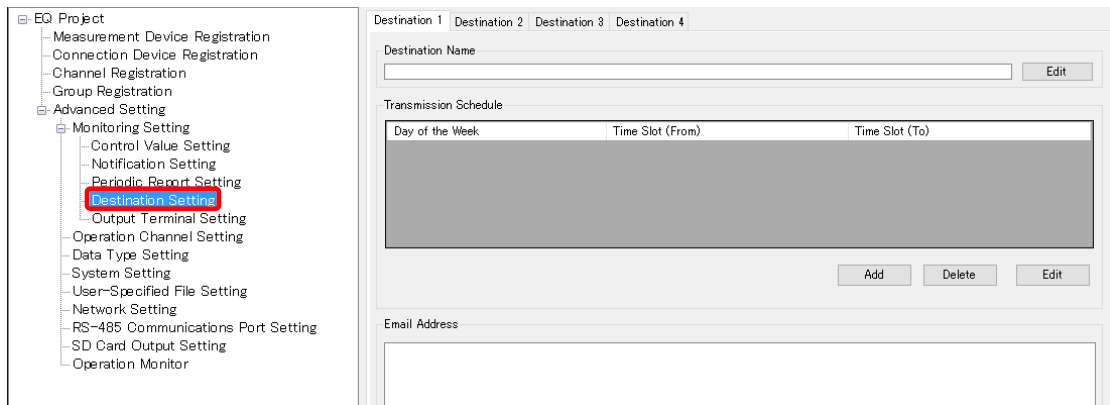 EQ Project
Measurement Device Registration
Connection Device Registration
Channel Registration
Group Registration
Advanced Setting
Monitoring Setting
Control Value Setting
Notification Setting
Periodic Report Setting
Destination Setting
Output Terminal Setting
Operation Channel Setting
Data Type Setting
System Setting
User-Specified File Setting
Network Setting
RS-485 Communications Port Setting
SD Card Output Setting
Operation Monitor
Destination 1 Destination 2 Destination 3 Destination 4
Destination Name
Edit
Transmission Schedule
Day of the Week Time Slot (From) Time Slot (To)
Add Delete Edit
Email Address